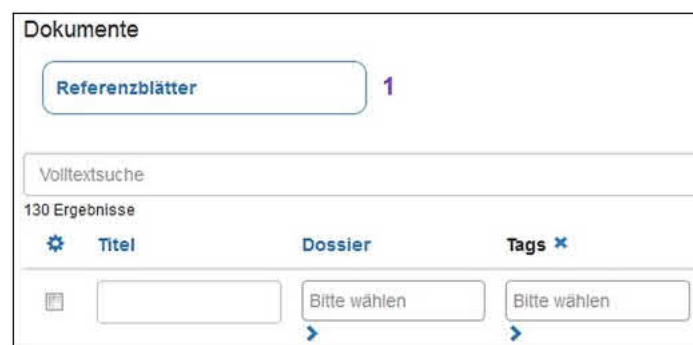 Dokumente
Referenzblätter 1
Volltextsuche
130 Ergebnisse
Titel Dossier Tags
Bitte wählen Bitte wählen